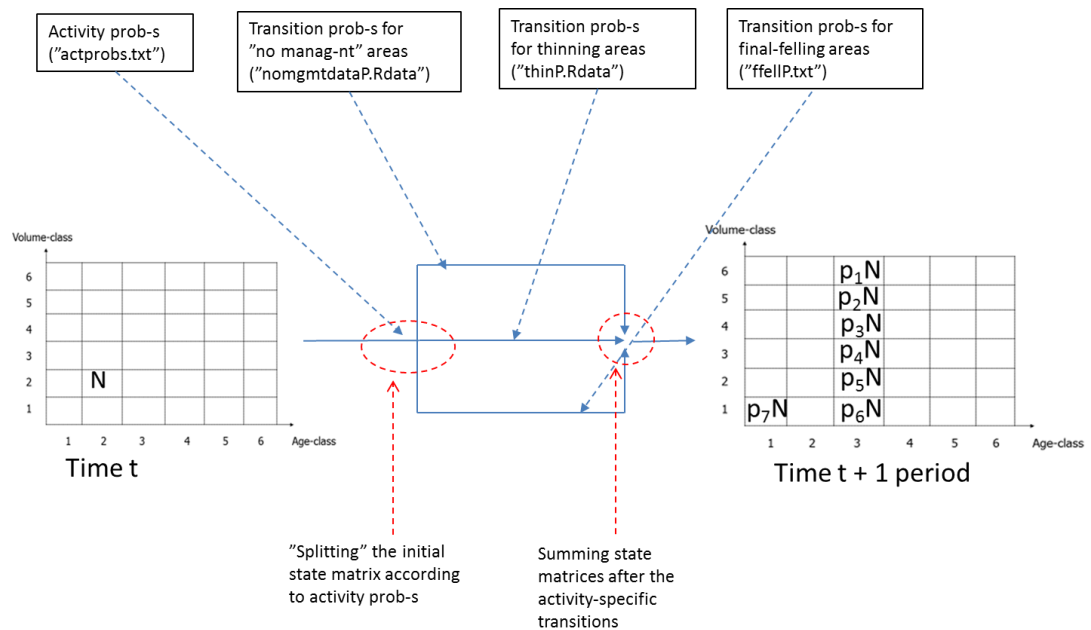 Activity prob-s
(”actprobs.txt”)
Transition prob-s for
”no manag-nt” areas
(”nomgmtdataP.Rdata”)
Transition prob-s
for thinning areas
(”thinP.Rdata”)
Transition prob-s for
final-felling areas
(”ffellP.txt”)
Volume-class
6
5
4
3
2
1
N
1 2 3 4 5 6
Age-class
Time t
Volume-class
6
5
4
3
2
1
p₁N
p₂N
p₃N
p₄N
p₅N
p₇N p₆N
1 2 3 4 5 6
Age-class
Time t + 1 period
”Splitting” the initial
state matrix according
to activity prob-s
Summing state
matrices after the
activity-specific
transitions